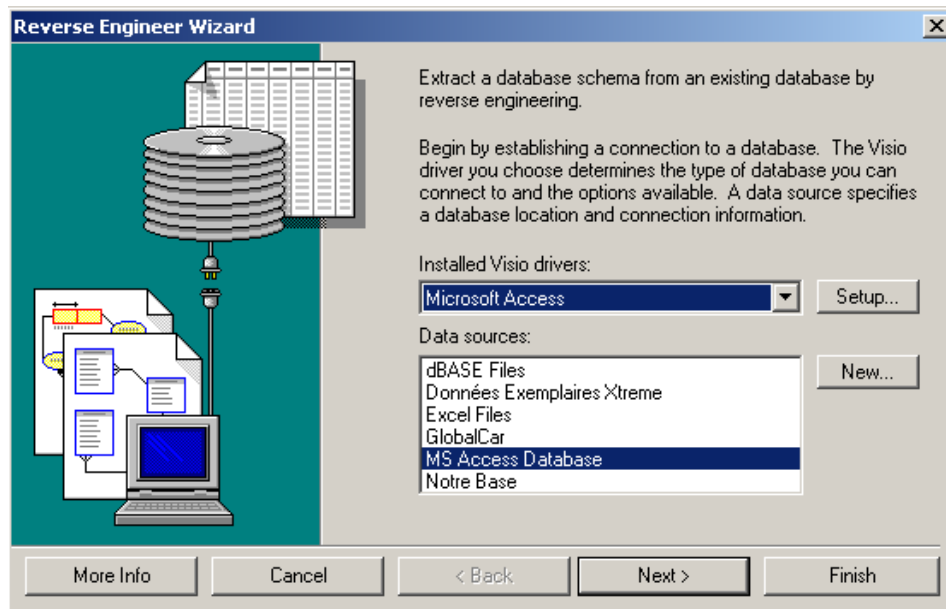 Reverse Engineer Wizard
Extract a database schema from an existing database by
reverse engineering.
Begin by establishing a connection to a database. The Visio
driver you choose determines the type of database you can
connect to and the options available. A data source specifies
a database location and connection information.
Installed Visio drivers:
Microsoft Access
Setup...
Data sources:
dBASE Files
New...
Données Exemplaires Xtreme
Excel Files
GlobalCar
MS Access Database
Notre Base
More Info
Cancel
< Back
Next >
Finish